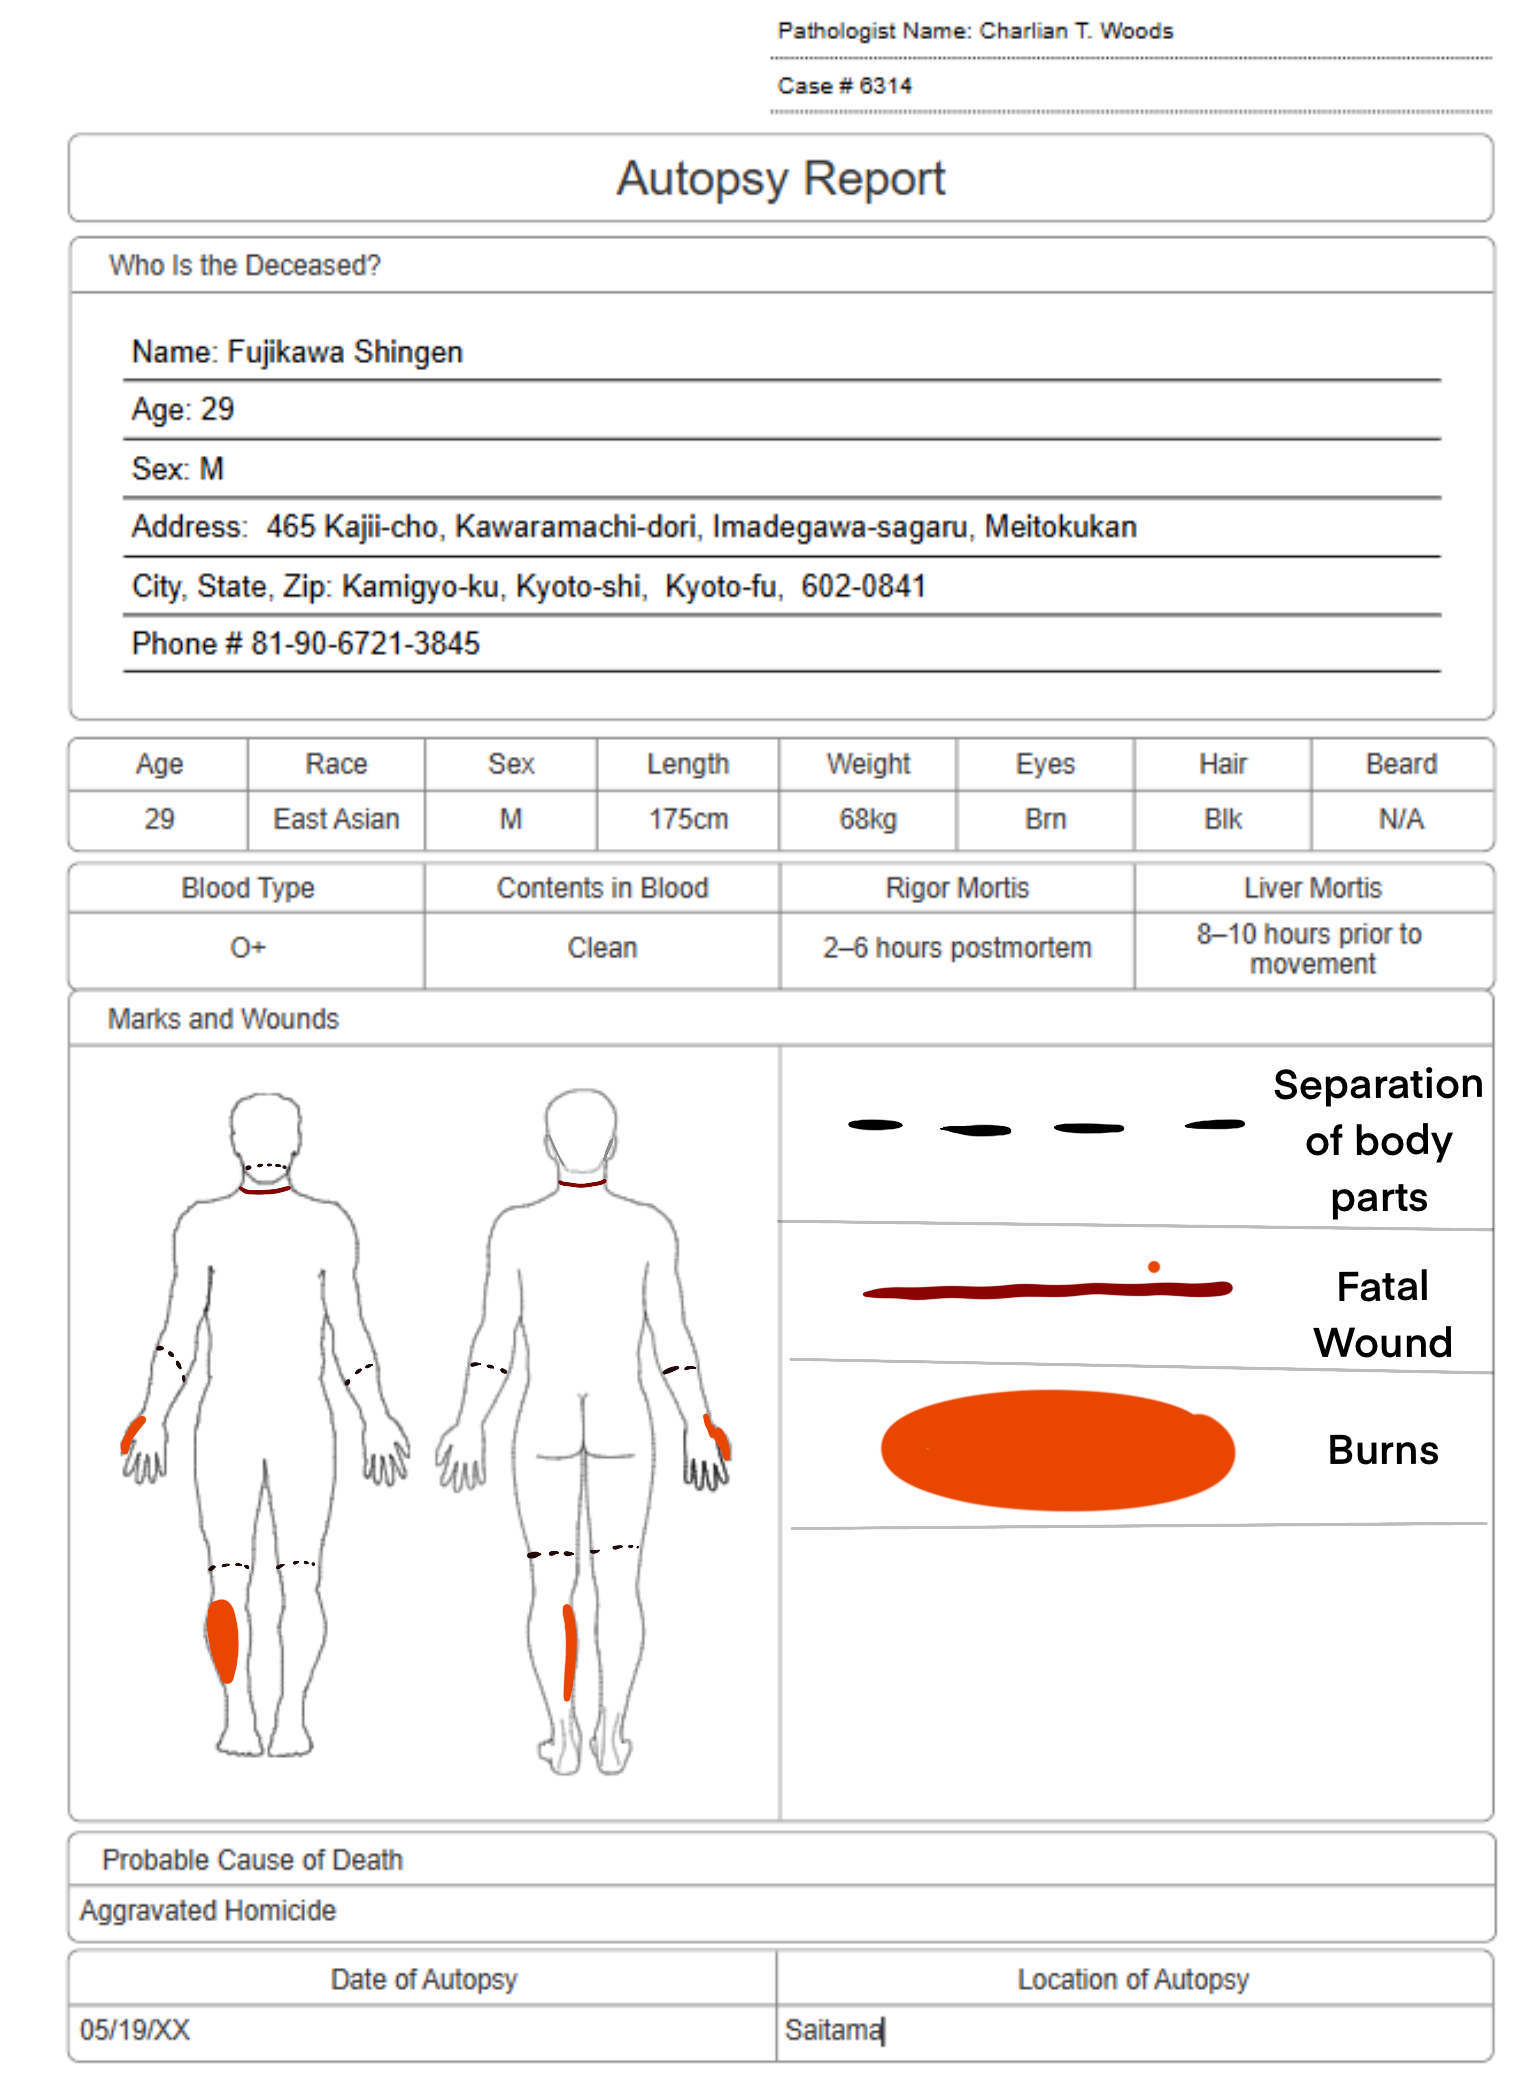 Pathologist Name: Charlian T. Woods
Case # 6314
Autopsy Report
Who Is the Deceased?
Name: Fujikawa Shingen
Age: 29
Sex: M
Address:  465 Kajii-cho, Kawaramachi-dori, Imadegawa-sagaru, Meitokukan
City, State, Zip: Kamigyo-ku, Kyoto-shi,  Kyoto-fu,  602-0841
Phone # 81-90-6721-3845
Age Race Sex Length Weight Eyes Hair Beard
29 East Asian M 175cm 68kg Brn Blk N/A
Blood Type Contents in Blood Rigor Mortis Liver Mortis
O+ Clean 2–6 hours postmortem 8–10 hours prior to
movement
Marks and Wounds
Separation
of body
parts
Fatal
Wound
Burns
Probable Cause of Death
Aggravated Homicide
Date of Autopsy Location of Autopsy
05/19/XX Saitama